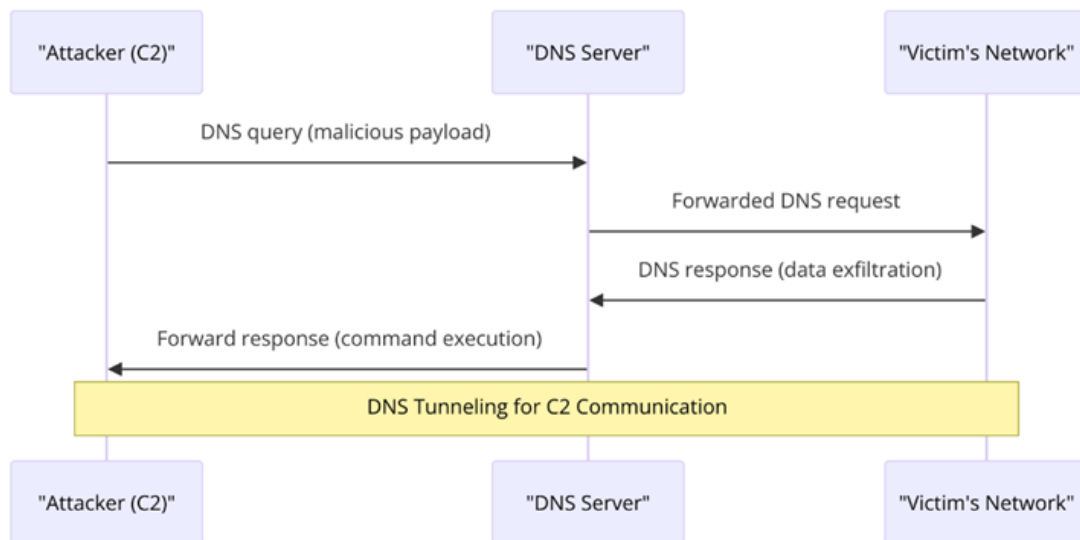 "Attacker (C2)"
"DNS Server"
"Victim's Network"
DNS query (malicious payload)
Forwarded DNS request
DNS response (data exfiltration)
Forward response (command execution)
DNS Tunneling for C2 Communication
"Attacker (C2)"
"DNS Server"
"Victim's Network"